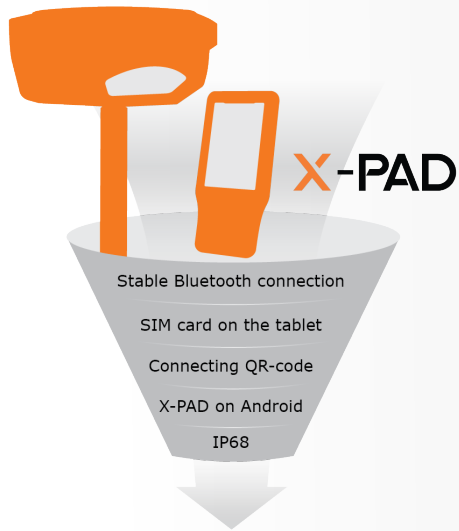 X-PAD
Stable Bluetooth connection
SIM card on the tablet
Connecting QR-code
X-PAD on Android
IP68